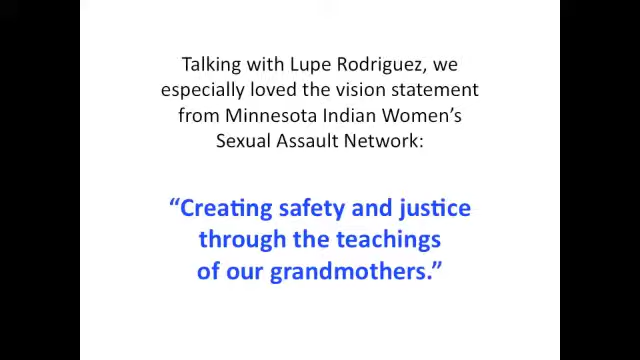 Talking with Lupe Rodriguez, we
especially loved the vision statement
from Minnesota Indian Women’s
Sexual Assault Network:
“Creating safety and justice
through the teachings
of our grandmothers.”